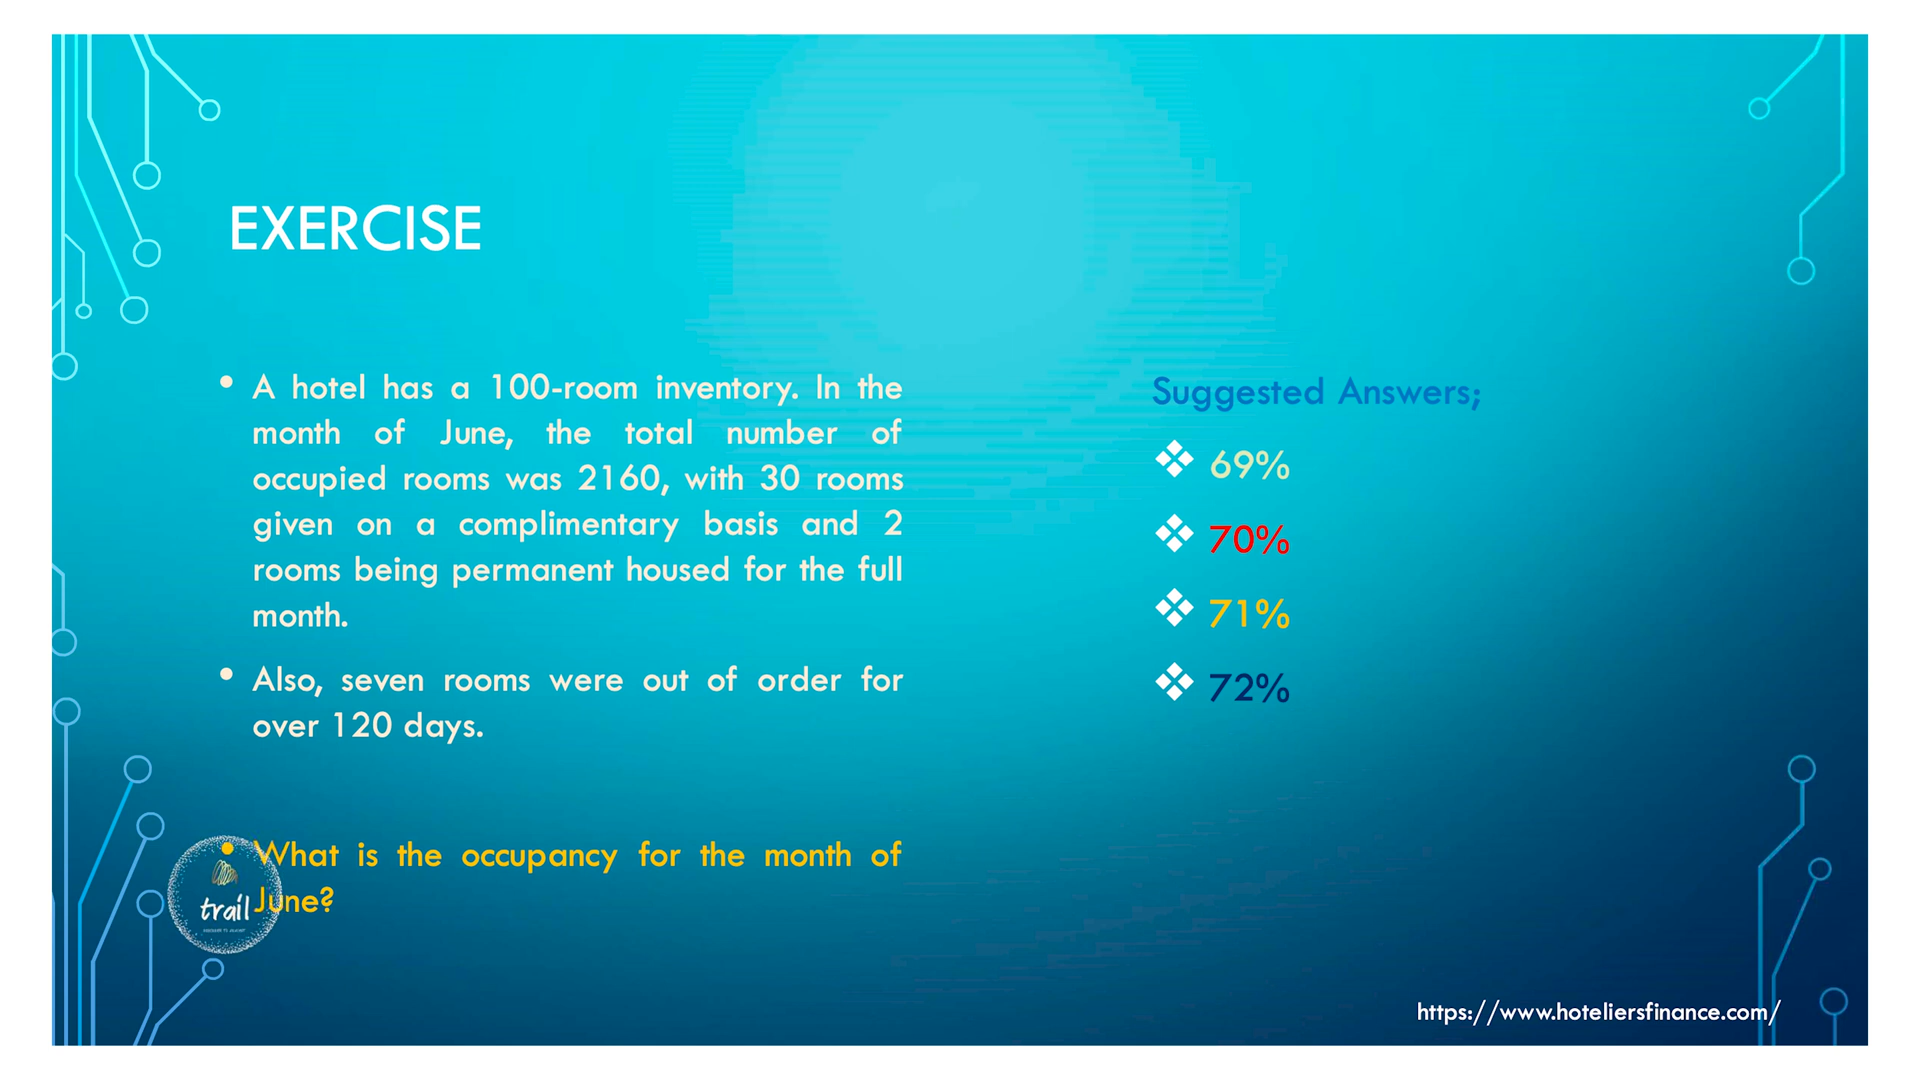 EXERCISE
• A hotel has a 100-room inventory. In the
month of June, the total number of
occupied rooms was 2160, with 30 rooms
given on a complimentary basis and 2
rooms being permanent housed for the full
month.
• Also, seven rooms were out of order for
over 120 days.
• What is the occupancy for the month of
June?
trail
Suggested Answers;
❖ 69%
❖ 70%
❖ 71%
❖ 72%
https://www.hoteliersfinance.com/